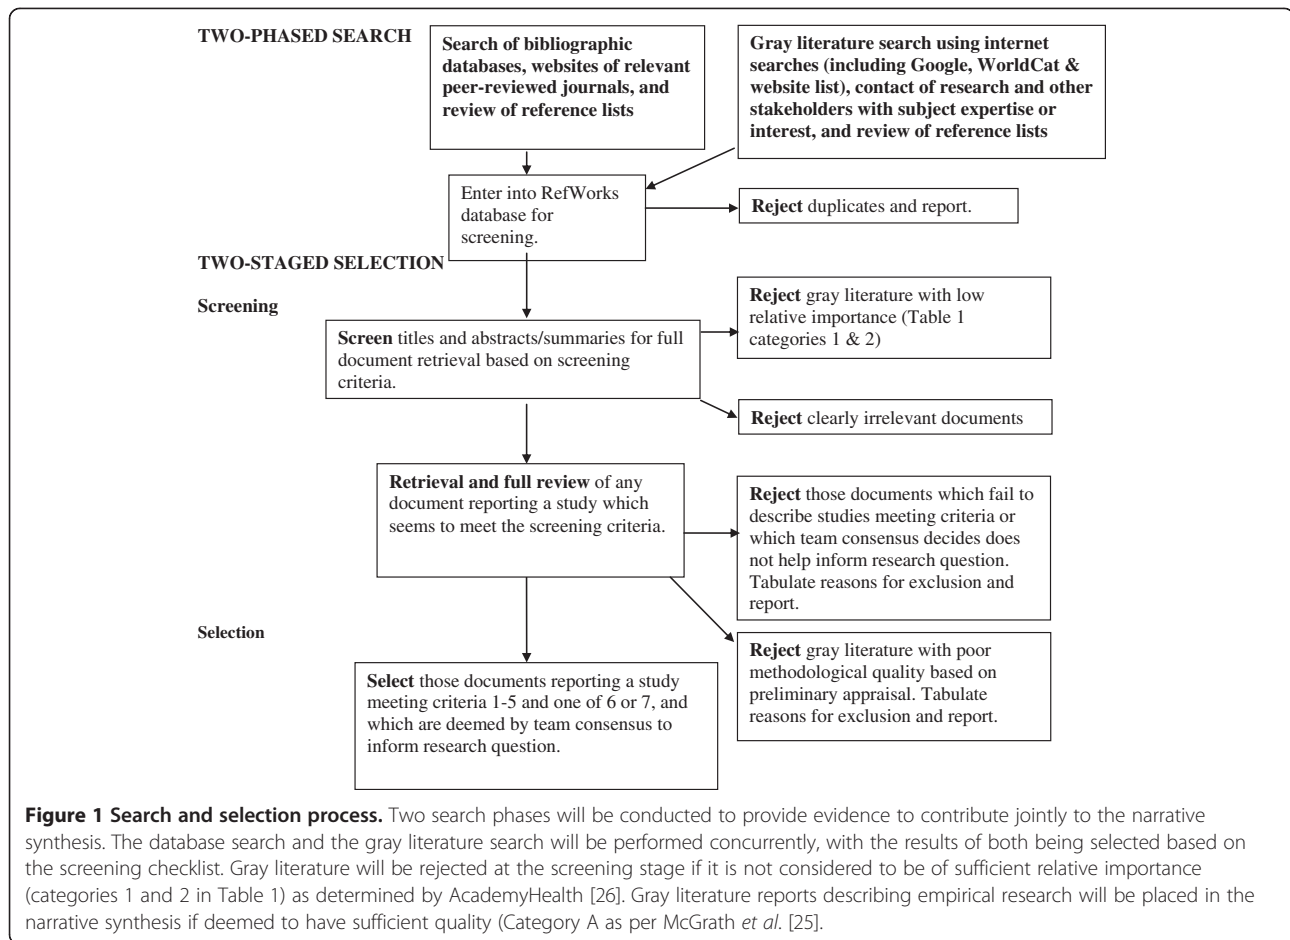 TWO-PHASED SEARCH
Search of bibliographic
databases, websites of relevant
peer-reviewed journals, and
review of reference lists
Gray literature search using internet
searches (including Google, WorldCat &
website list), contact of research and other
stakeholders with subject expertise or
interest, and review of reference lists
Enter into RefWorks
database for
screening.
Reject duplicates and report.
TWO-STAGED SELECTION
Screening
Screen titles and abstracts/summaries for full
document retrieval based on screening
criteria.
Reject gray literature with low
relative importance (Table 1
categories 1 & 2)
Reject clearly irrelevant documents
Retrieval and full review of any
document reporting a study which
seems to meet the screening criteria.
Reject those documents which fail to
describe studies meeting criteria or
which team consensus decides does
not help inform research question.
Tabulate reasons for exclusion and
report.
Selection
Reject gray literature with poor
methodological quality based on
preliminary appraisal. Tabulate
reasons for exclusion and report.
Select those documents reporting a study
meeting criteria 1-5 and one of 6 or 7, and
which are deemed by team consensus to
inform research question.
Figure 1 Search and selection process. Two search phases will be conducted to provide evidence to contribute jointly to the narrative
synthesis. The database search and the gray literature search will be performed concurrently, with the results of both being selected based on
the screening checklist. Gray literature will be rejected at the screening stage if it is not considered to be of sufficient relative importance
(categories 1 and 2 in Table 1) as determined by AcademyHealth [26]. Gray literature reports describing empirical research will be placed in the
narrative synthesis if deemed to have sufficient quality (Category A as per McGrath et al. [25].